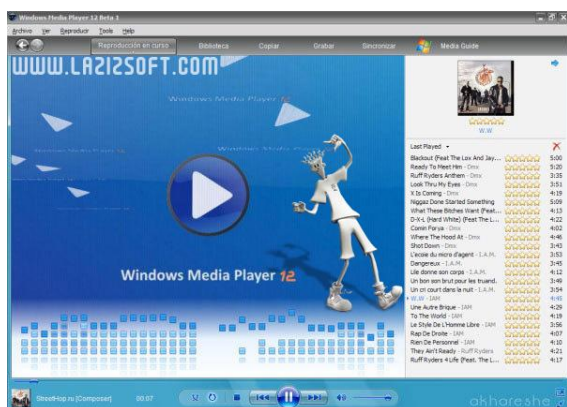 Windows Media Player 12 Beta 1
Archivo Ver Reproducir Tools Help
Reproducción en curso Biblioteca Copiar Grabar Sincronizar Media Guide
WWW.LAZIZSOFT.COM
Windows Media Player 12
Windows Media Player 12
Windows Media Player 12
W.W
Last Played
Blackout (Feat The Lox And Jay... 5:00
Ready To Meet Him - Dmx 5:20
Ruff Ryders Anthem - Dmx 3:35
Look Thru My Eyes - Dmx 3:51
X Is Coming - Dmx 4:19
Niggaz Done Started Something 5:09
What These Bitches Want (Feat... 4:13
D-X-L (Hard White) (Feat The L... 4:22
Comin Forya - Dmx 4:02
Where The Hood At - Dmx 4:46
Shot Down - Dmx 3:43
L'ecole du micro d'agent - I.A.M. 3:53
Dangereux - I.A.M. 3:45
Lile donne son corps - I.A.M. 4:12
Un bon son brut pour les truand. 3:49
Un cri court dans la nuit - I.A.M. 3:54
W.W - IAM 4:45
Une Autre Brique - IAM 4:29
To The World - IAM 4:19
Le Style De L'Homme Libre - IAM 3:56
Rap De Droite - IAM 4:07
Rien De Personnel - IAM 4:10
They Ain't Ready - Ruff Ryders 4:21
Ruff Ryders 4 Life (Feat. The L... 4:17
StreetHop.ru [Composer] 00:07
akhareshe